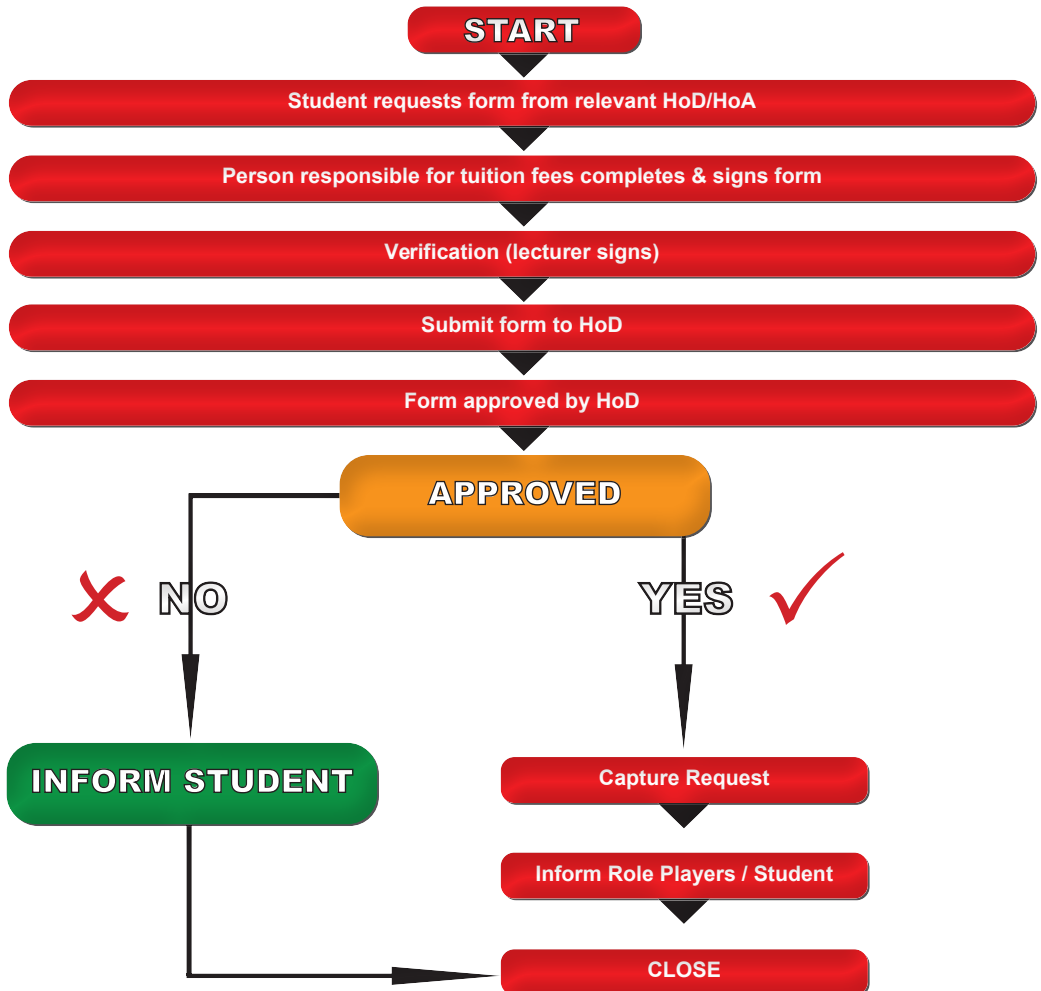 START
Student requests form from relevant HoD/HoA
Person responsible for tuition fees completes & signs form
Verification (lecturer signs)
Submit form to HoD
Form approved by HoD
APPROVED
NO
YES
INFORM STUDENT
Capture Request
Inform Role Players / Student
CLOSE